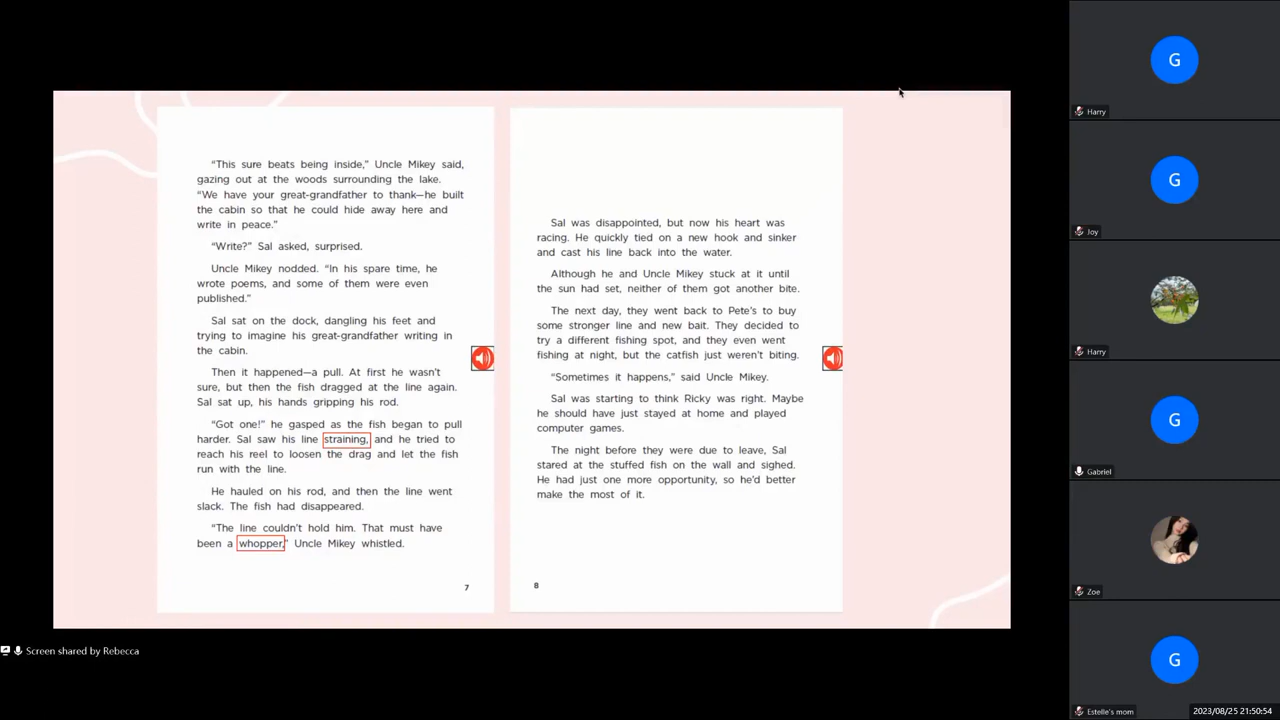 “This sure beats being inside,” Uncle Mikey said,
gazing out at the woods surrounding the lake.
“We have your great-grandfather to thank—he built
the cabin so that he could hide away here and
write in peace.”
“Write?” Sal asked, surprised.
Uncle Mikey nodded. “In his spare time, he
wrote poems, and some of them were even
published.”
Sal sat on the dock, dangling his feet and
trying to imagine his great-grandfather writing in
the cabin.
Then it happened—a pull. At first he wasn’t
sure, but then the fish dragged at the line again.
Sal sat up, his hands gripping his rod.
“Got one!” he gasped as the fish began to pull
harder. Sal saw his line straining, and he tried to
reach his reel to loosen the drag and let the fish
run with the line.
He hauled on his rod, and then the line went
slack. The fish had disappeared.
“The line couldn’t hold him. That must have
been a whopper,” Uncle Mikey whistled.
7
Sal was disappointed, but now his heart was
racing. He quickly tied on a new hook and sinker
and cast his line back into the water.
Although he and Uncle Mikey stuck at it until
the sun had set, neither of them got another bite.
The next day, they went back to Pete’s to buy
some stronger line and new bait. They decided to
try a different fishing spot, and they even went
fishing at night, but the catfish just weren’t biting.
“Sometimes it happens,” said Uncle Mikey.
Sal was starting to think Ricky was right. Maybe
he should have just stayed at home and played
computer games.
The night before they were due to leave, Sal
stared at the stuffed fish on the wall and sighed.
He had just one more opportunity, so he’d better
make the most of it.
8
Screen shared by Rebecca
G
Harry
G
Joy
Harry
G
Gabriel
Zoe
G
Estelle's mom
2023/08/25 21:50:54